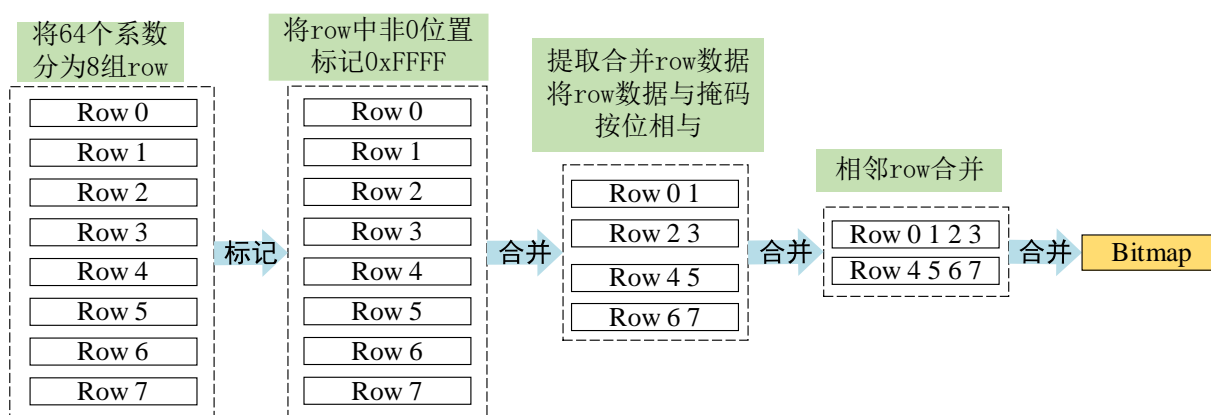 将64个系数
分为8组row
Row 0
Row 1
Row 2
Row 3
Row 4
Row 5
Row 6
Row 7
标记
将row中非0位置
标记0xFFFF
Row 0
Row 1
Row 2
Row 3
Row 4
Row 5
Row 6
Row 7
合并
提取合并row数据
将row数据与掩码
按位相与
Row 0 1
Row 2 3
Row 4 5
Row 6 7
合并
相邻row合并
Row 0 1 2 3
Row 4 5 6 7
合并
Bitmap